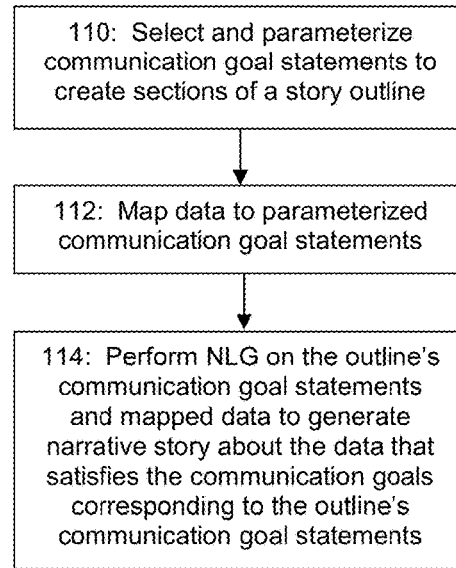 110: Select and parameterize
communication goal statements to
create sections of a story outline
112: Map data to parameterized
communication goal statements
114: Perform NLG on the outline's
communication goal statements
and mapped data to generate
narrative story about the data that
satisfies the communication goals
corresponding to the outline's
communication goal statements